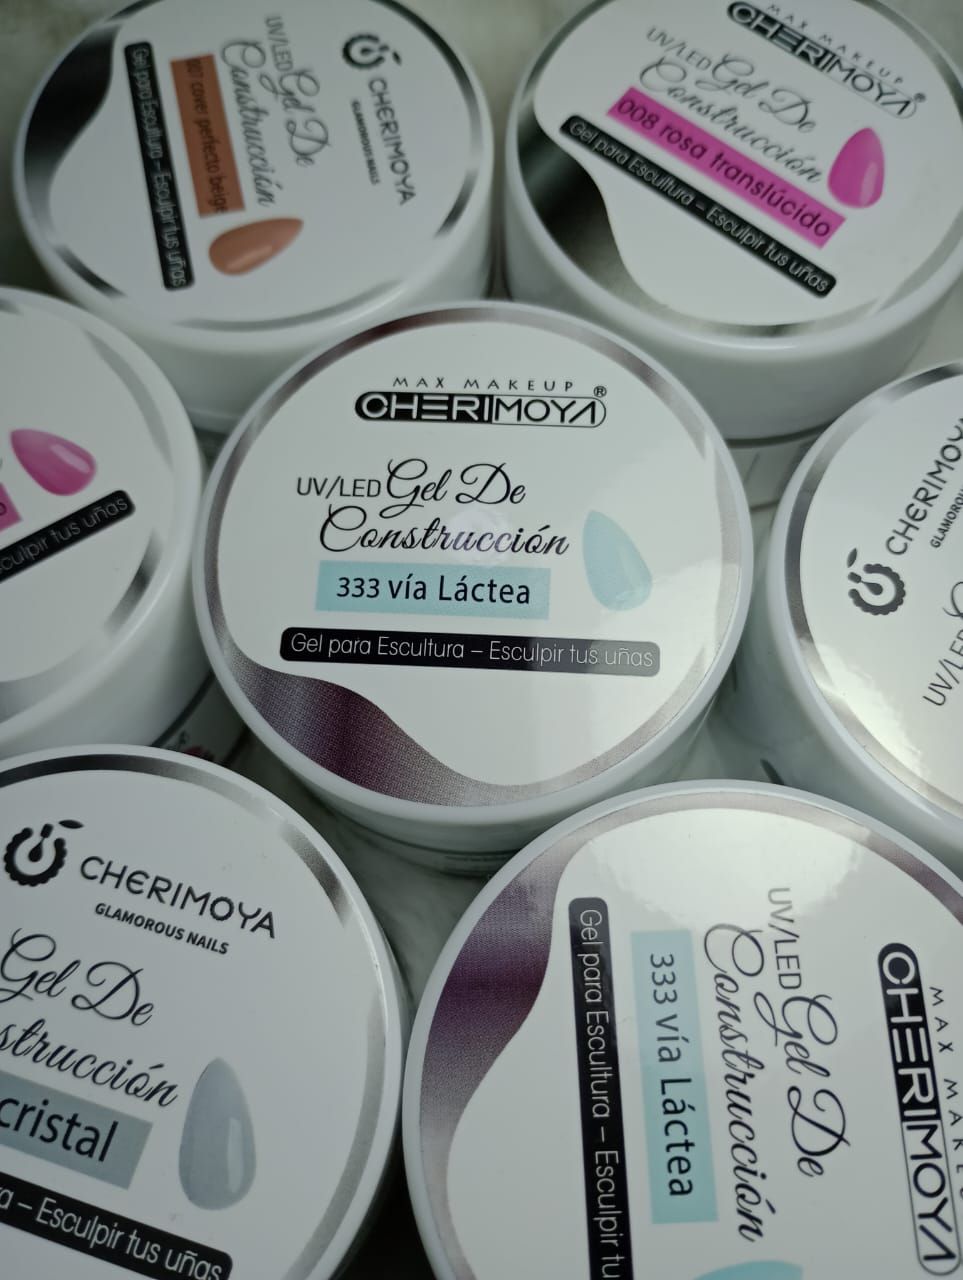 CHERIMOYA
GLAMOROUS NAILS
UV/LED Gel De
Construcción
007 cover perfecto beige
Gel para Escultura – Esculpir tus uñas
MAX MAKEUP
CHERIMOYA®
UV/LED Gel De
Construcción
008 rosa translúcido
Gel para Escultura – Esculpir tus uñas
tus uñas
MAX MAKEUP
CHERIMOYA®
UV/LED Gel De
Construcción
333 vía Láctea
Gel para Escultura – Esculpir tus uñas
CHERIMOYA
UV/LED
CHERIMOYA
GLAMOROUS NAILS
Gel De
strucción
cristal
a – Esculpir tus uñas
MAX MAKE
CHERIMOYA
UV/LED Gel De
Construcción
333 vía Láctea
Gel para Escultura – Esculpir tu